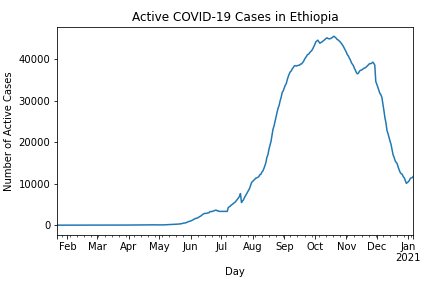 Active COVID-19 Cases in Ethiopia
Number of Active Cases
40000
30000
20000
10000
0
Feb Mar Apr May Jun Jul Aug Sep Oct Nov Dec Jan
2021
Day